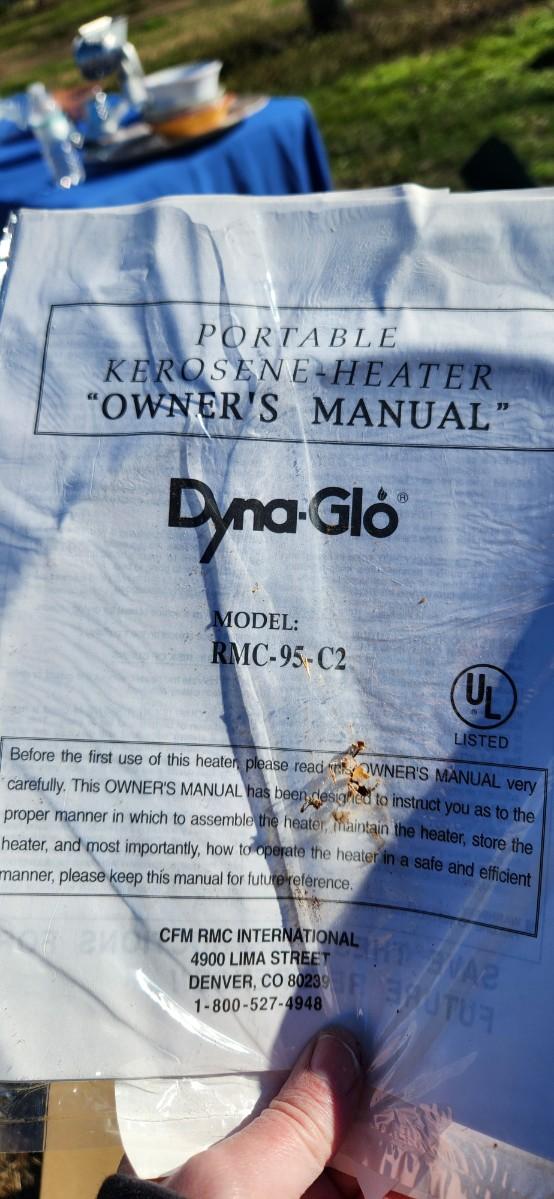 PORTABLE
KEROSENE-HEATER
“OWNER'S MANUAL”
Dyna-Glo®
MODEL:
RMC-95-C2
UL
LISTED
Before the first use of this heater, please read this OWNER'S MANUAL very
carefully. This OWNER'S MANUAL has been designed to instruct you as to the
proper manner in which to assemble the heater, maintain the heater, store the
heater, and most importantly, how to operate the heater in a safe and efficient
manner, please keep this manual for future reference.
CFM RMC INTERNATIONAL
4900 LIMA STREET
DENVER, CO 80239
1-800-527-4948